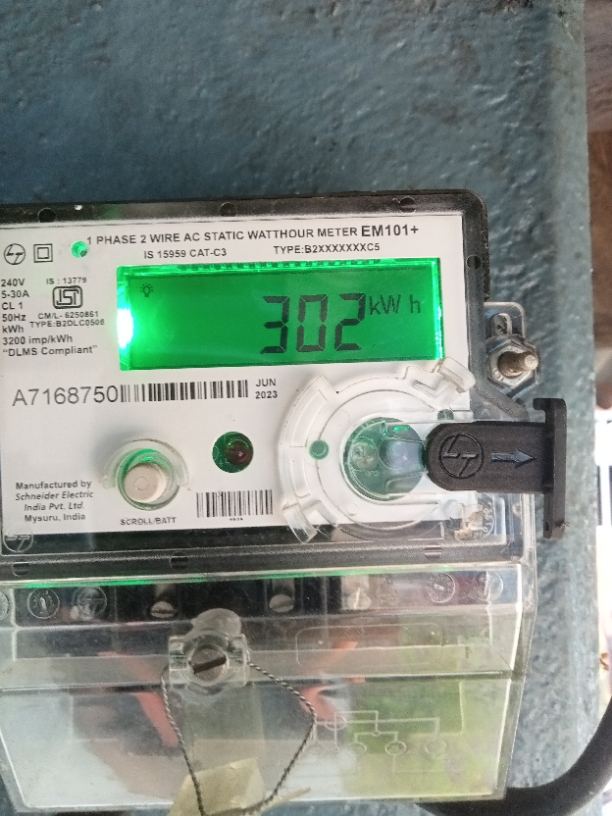 1 PHASE 2 WIRE AC STATIC WATTHOUR METER EM101+
IS 15959 CAT-C3 TYPE:B2XXXXXXXC5
240V IS : 13779
5-30A
CL 1
50Hz CM/L- 6250861
kWh TYPE:B2DLC0508
3200 imp/kWh
"DLMS Compliant"
302 kWh
A7168750
JUN
2023
Manufactured by
Schneider Electric
India Pvt. Ltd
Mysuru, India
SCROLL/BATT